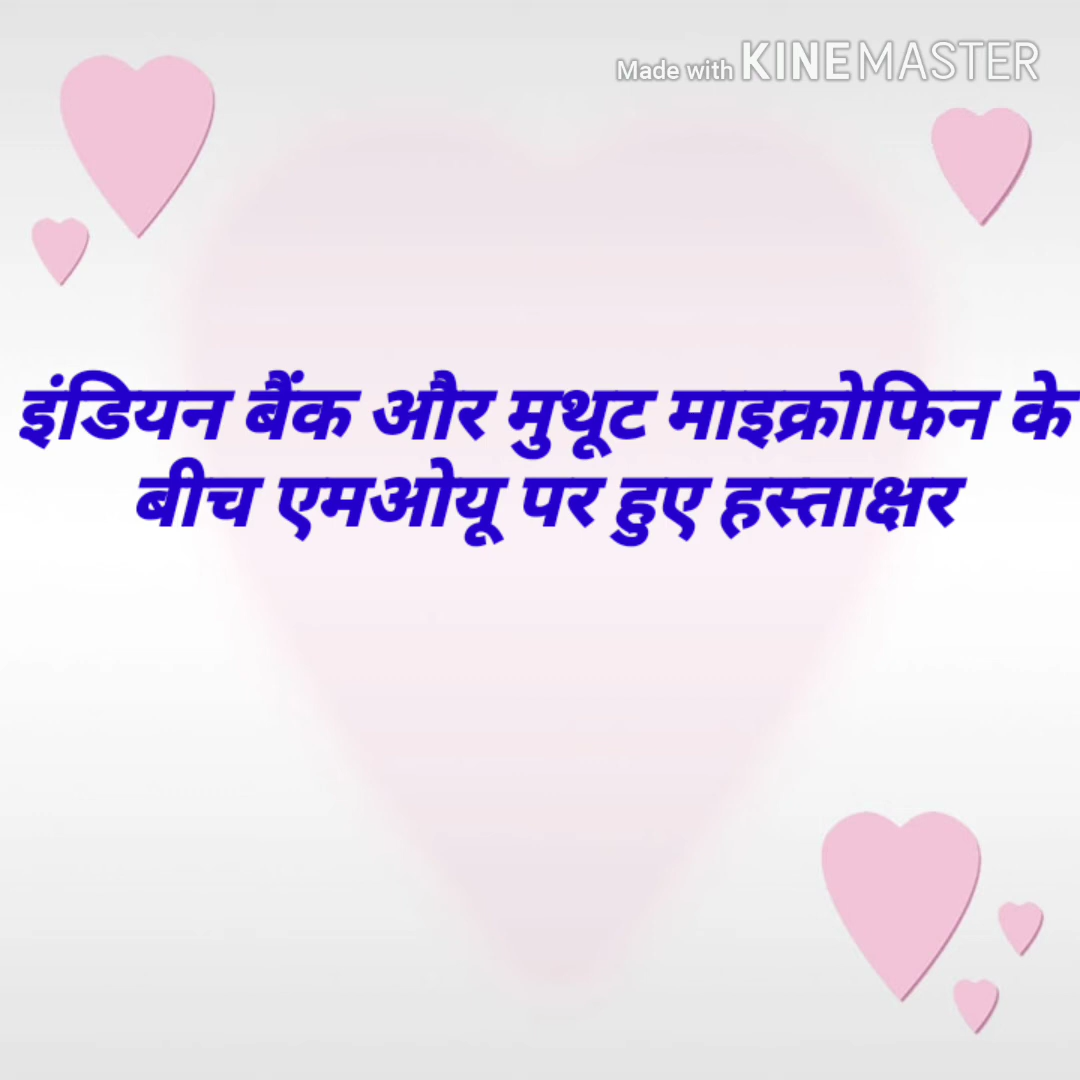 Made with KINEMASTER
इंडियन बैंक और मुथूट माइक्रोफिन के
बीच एमओयू पर हुए हस्ताक्षर